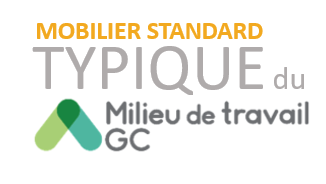 MOBILIER STANDARD
TYPIQUE du
Milieu de travail
GC